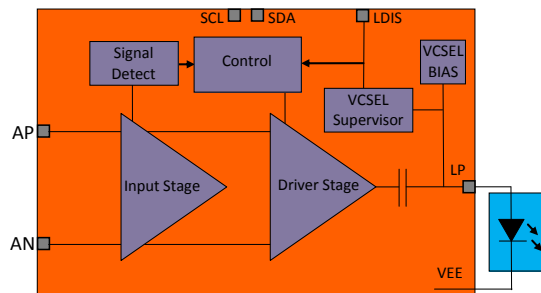 SCL
SDA
LDIS
Signal
Detect
Control
VCSEL
BIAS
VCSEL
Supervisor
AP
Input Stage
Driver Stage
LP
AN
VEE